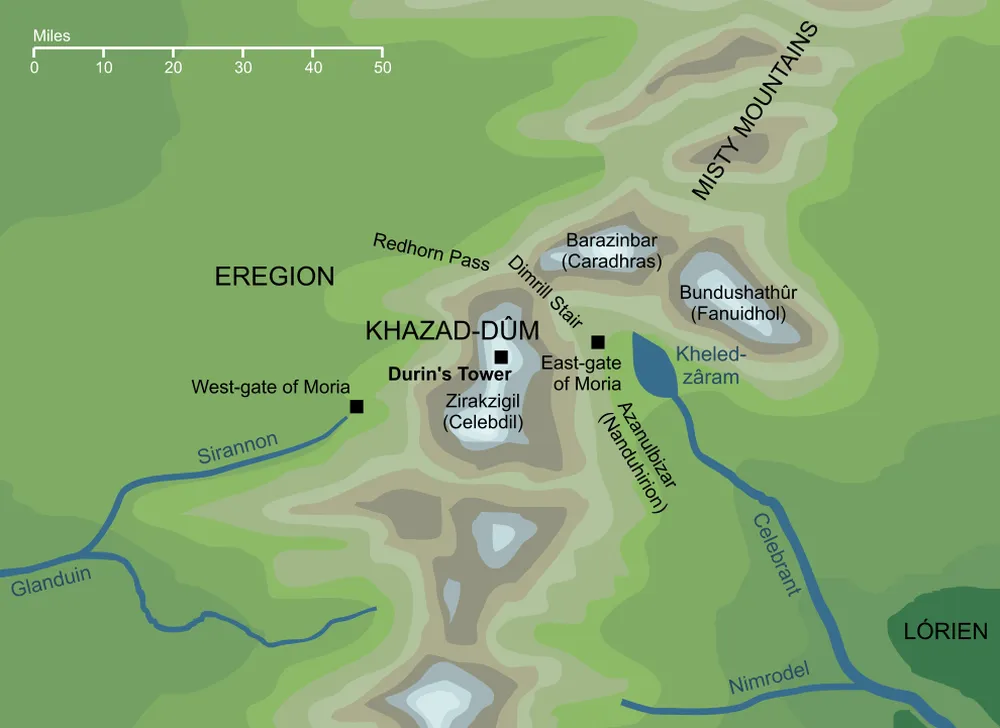 Miles
0 10 20 30 40 50
MISTY MOUNTAINS
Redhorn Pass
Dimrill Stair
Barazinbar
(Caradhras)
EREGION
Bundushathûr
(Fanuidhol)
KHAZAD-DÛM
Durin's Tower
East-gate
of Moria
Kheled-
zâram
West-gate of Moria
Zirakzigil
(Celebdil)
Azanulbizar
(Nanduhirion)
Sirannon
Glanduin
Celebrant
LÓRIEN
Nimrodel